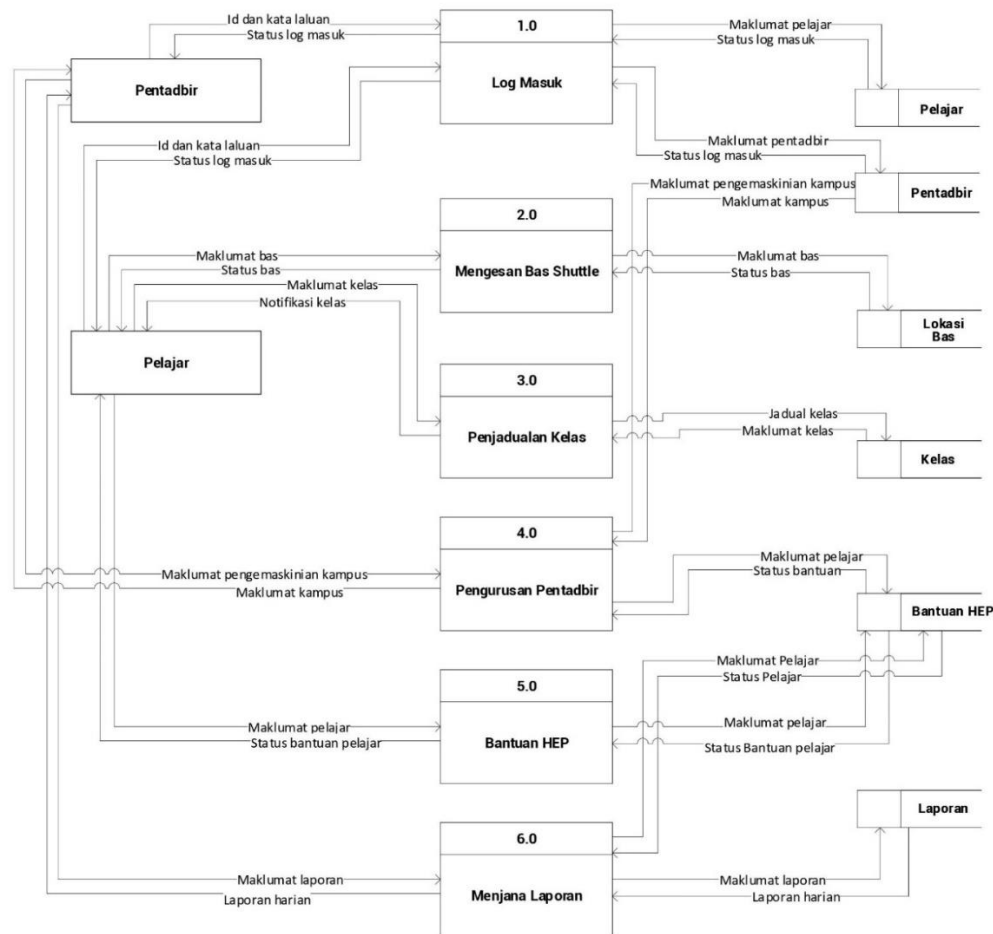 Id dan kata laluan
Status log masuk
1.0
Log Masuk
Maklumat pelajar
Status log masuk
Pentadbir
Pelajar
Id dan kata laluan
Status log masuk
Maklumat pentadbir
Status log masuk
Pentadbir
Maklumat pengemaskinian kampus
Maklumat kampus
2.0
Mengesan Bas Shuttle
Maklumat bas
Status bas
Maklumat bas
Status bas
Maklumat kelas
Notifikasi kelas
Lokasi
Bas
Pelajar
3.0
Penjadualan Kelas
Jadual kelas
Maklumat kelas
Kelas
4.0
Pengurusan Pentadbir
Maklumat pengemaskinian kampus
Maklumat kampus
Maklumat pelajar
Status bantuan
Bantuan HEP
Maklumat Pelajar
Status Pelajar
5.0
Bantuan HEP
Maklumat pelajar
Status bantuan pelajar
Maklumat pelajar
Status Bantuan pelajar
Laporan
6.0
Menjana Laporan
Maklumat laporan
Laporan harian
Maklumat laporan
Laporan harian